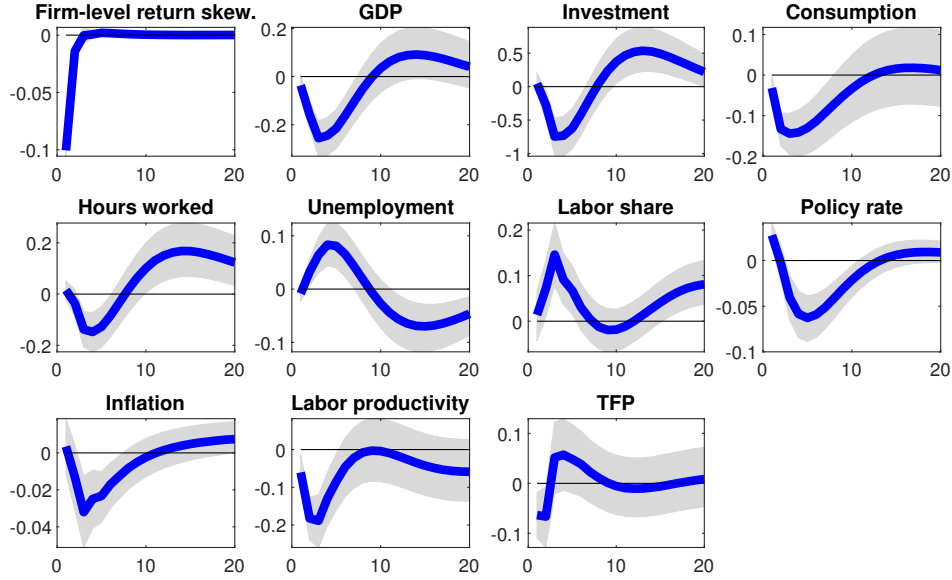 Firm-level return skew. GDP Investment Consumption
0 -0.05 -0.1
0 10 20
0 -0.2
0 10 20
0.5 0 -0.5 -1
0 10 20
0.1 0 -0.1 -0.2
0 10 20
Hours worked Unemployment Labor share Policy rate
0.2 0 -0.2
0 10 20
0.1 0 -0.1
0 10 20
0.2 0.1 0
0 10 20
0 -0.05 -0.1
0 10 20
Inflation Labor productivity TFP
0 -0.02 -0.04
0 10 20
0 -0.1 -0.2
0 10 20
0.1 0 -0.1
0 10 20